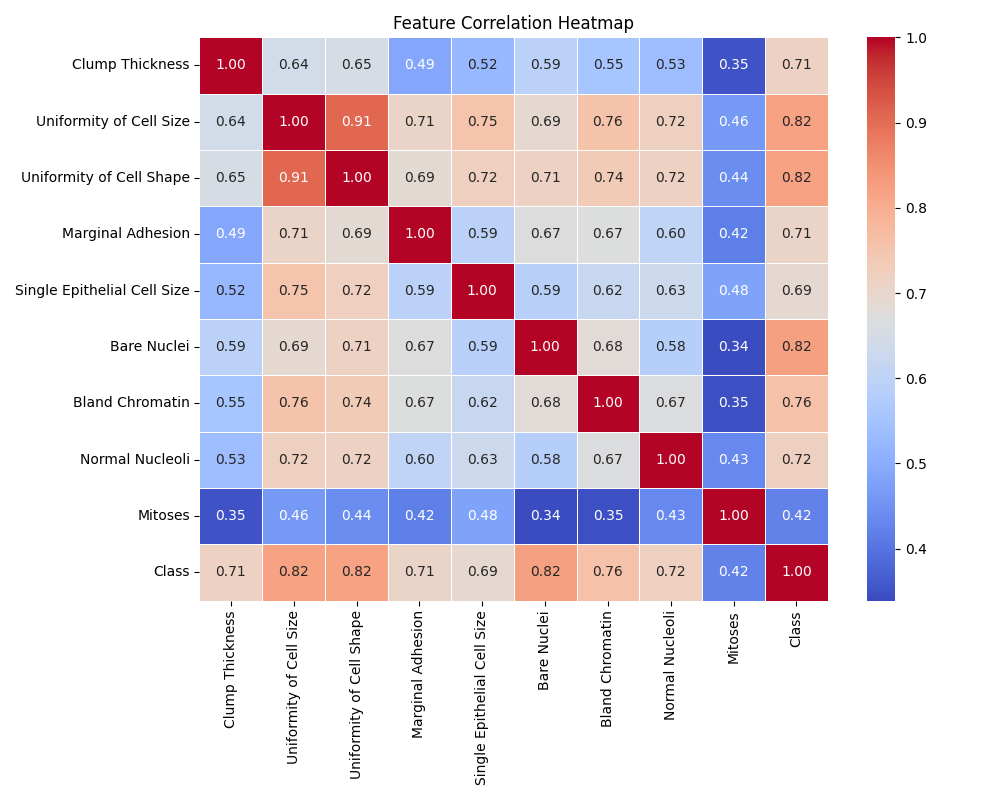 Feature Correlation Heatmap
Clump Thickness 1.00 0.64 0.65 0.49 0.52 0.59 0.55 0.53 0.35 0.71
Uniformity of Cell Size 0.64 1.00 0.91 0.71 0.75 0.69 0.76 0.72 0.46 0.82
Uniformity of Cell Shape 0.65 0.91 1.00 0.69 0.72 0.71 0.74 0.72 0.44 0.82
Marginal Adhesion 0.49 0.71 0.69 1.00 0.59 0.67 0.67 0.60 0.42 0.71
Single Epithelial Cell Size 0.52 0.75 0.72 0.59 1.00 0.59 0.62 0.63 0.48 0.69
Bare Nuclei 0.59 0.69 0.71 0.67 0.59 1.00 0.68 0.58 0.34 0.82
Bland Chromatin 0.55 0.76 0.74 0.67 0.62 0.68 1.00 0.67 0.35 0.76
Normal Nucleoli 0.53 0.72 0.72 0.60 0.63 0.58 0.67 1.00 0.43 0.72
Mitoses 0.35 0.46 0.44 0.42 0.48 0.34 0.35 0.43 1.00 0.42
Class 0.71 0.82 0.82 0.71 0.69 0.82 0.76 0.72 0.42 1.00
Clump Thickness
Uniformity of Cell Size
Uniformity of Cell Shape
Marginal Adhesion
Single Epithelial Cell Size
Bare Nuclei
Bland Chromatin
Normal Nucleoli
Mitoses
Class
1.0
0.9
0.8
0.7
0.6
0.5
0.4